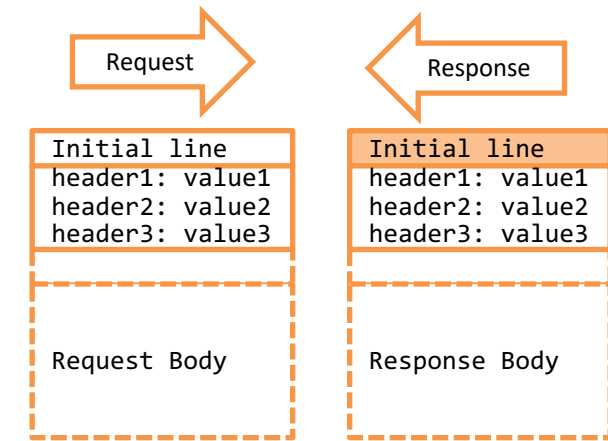 Request
Initial line
header1: value1
header2: value2
header3: value3
Request Body
Response
Initial line
header1: value1
header2: value2
header3: value3
Response Body